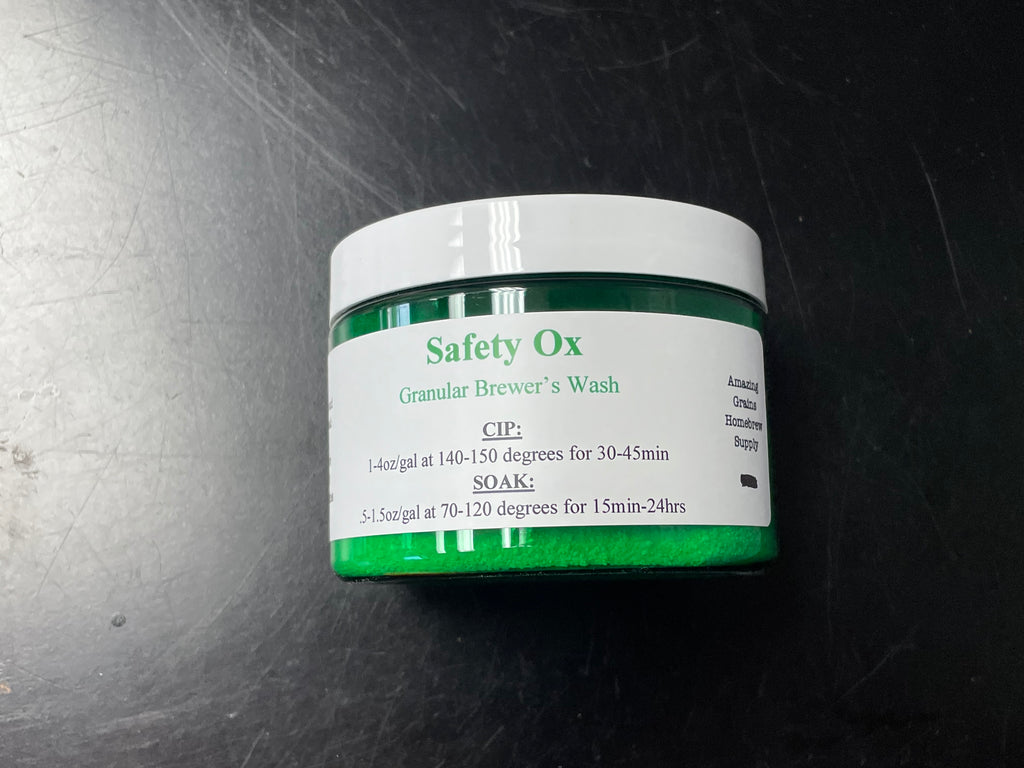 Safety Ox
Granular Brewer's Wash
CIP:
1-4oz/gal at 140-150 degrees for 30-45min
SOAK:
.5-1.5oz/gal at 70-120 degrees for 15min-24hrs
Amazing
Grains
Homebrew
Supply